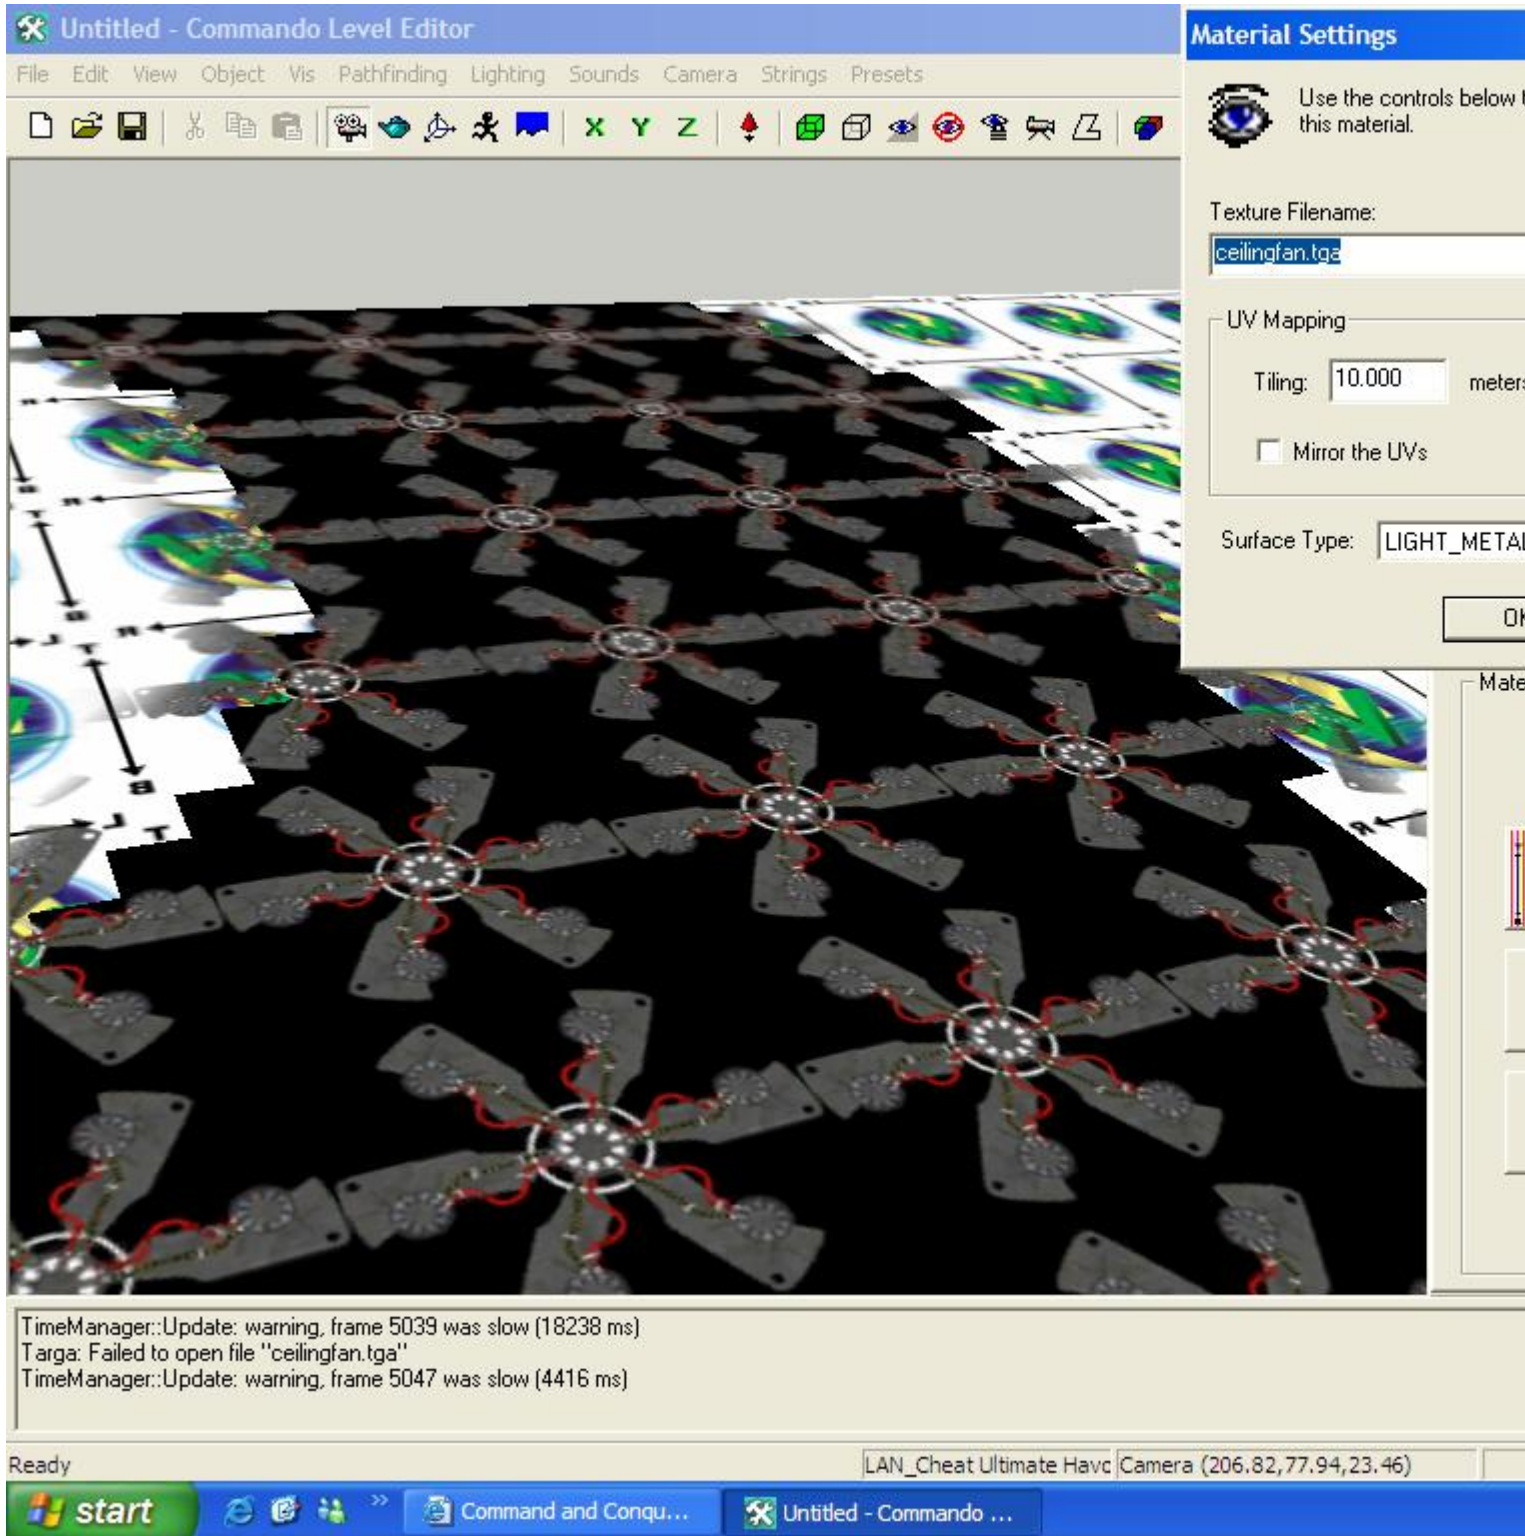 Untitled - Commando Level Editor
File Edit View Object Vis Pathfinding Lighting Sounds Camera Strings Presets
X Y Z
Material Settings
Use the controls below
this material.
Texture Filename:
ceilingfan.tga
UV Mapping
Tiling: 10.000 meters
Mirror the UVs
Surface Type: LIGHT_METAL
OK
TimeManager::Update: warning, frame 5039 was slow (18238 ms)
Targa: Failed to open file "ceilingfan.tga"
TimeManager::Update: warning, frame 5047 was slow (4416 ms)
Ready
LAN_Cheat Ultimate Havc Camera (206.82,77.94,23.46)
start
Command and Conqu...
Untitled - Commando ...